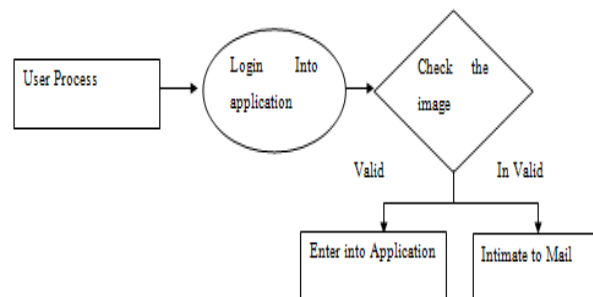 User Process
Login Into
application
Check the
image
Valid
In Valid
Enter into Application
Intimate to Mail